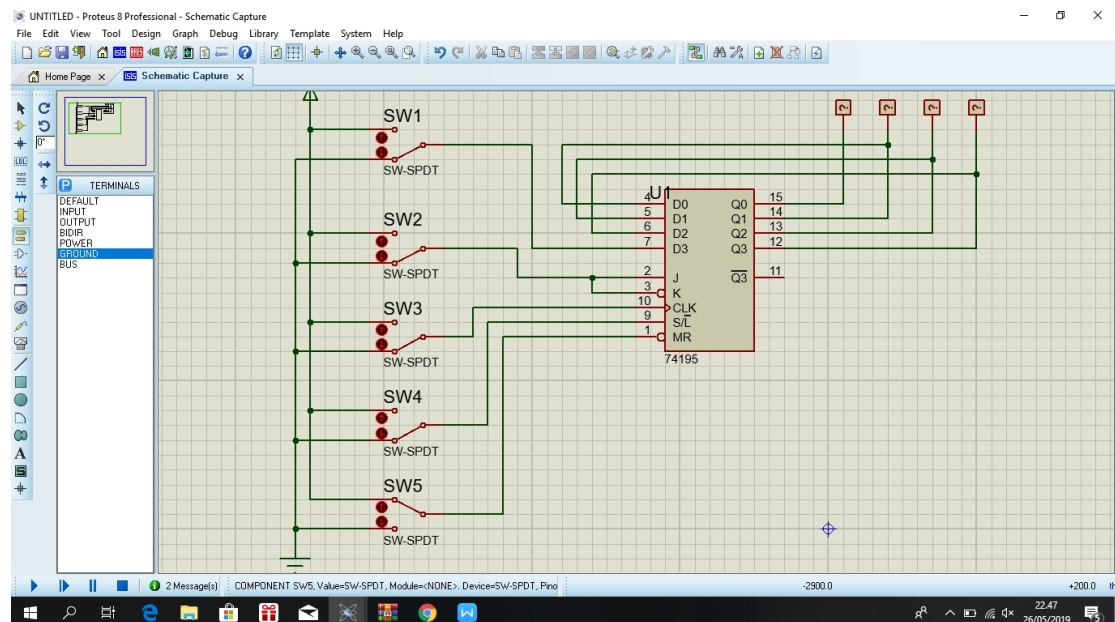 UNTITLED - Proteus 8 Professional - Schematic Capture
File Edit View Tool Design Graph Debug Library Template System Help
Home Page X Schematic Capture X
0°
LBL
P TERMINALS
DEFAULT
INPUT
OUTPUT
BIDIR
POWER
GROUND
BUS
A
S
SW1
SW-SPDT
SW2
SW-SPDT
SW3
SW-SPDT
SW4
SW-SPDT
SW5
SW-SPDT
? ? ? ?
U1
4 D0 Q0 15
5 D1 Q1 14
6 D2 Q2 13
7 D3 Q3 12
2 J Q3 11
3 K
10 CLK
9 S/L
1 MR
74195
2 Message(s) COMPONENT SW5, Value=SW-SPDT, Module=<NONE>. Device=SW-SPDT, Pino -2900.0 +200.0 th
22.47
26/05/2019
5